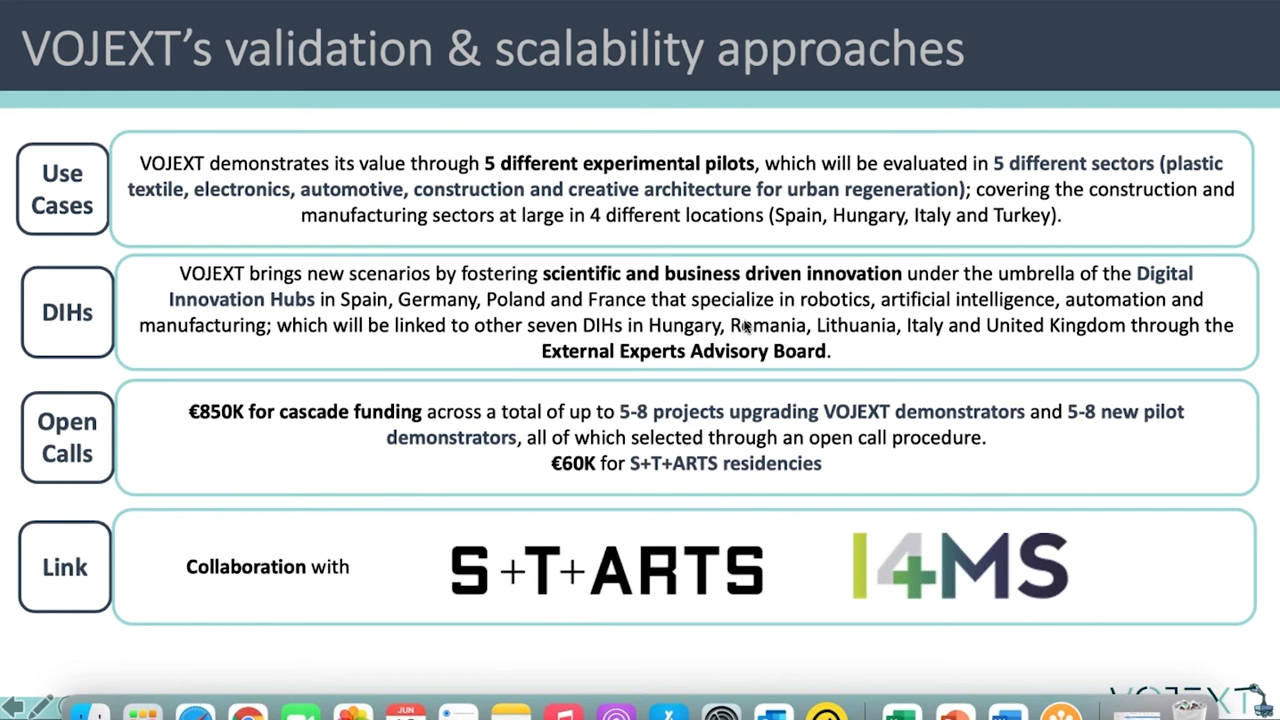 VOJEXT’s validation & scalability approaches
Use
Cases
VOJEXT demonstrates its value through 5 different experimental pilots, which will be evaluated in 5 different sectors (plastic
textile, electronics, automotive, construction and creative architecture for urban regeneration); covering the construction and
manufacturing sectors at large in 4 different locations (Spain, Hungary, Italy and Turkey).
DIHs
VOJEXT brings new scenarios by fostering scientific and business driven innovation under the umbrella of the Digital
Innovation Hubs in Spain, Germany, Poland and France that specialize in robotics, artificial intelligence, automation and
manufacturing; which will be linked to other seven DIHs in Hungary, Romania, Lithuania, Italy and United Kingdom through the
External Experts Advisory Board.
Open
Calls
€850K for cascade funding across a total of up to 5-8 projects upgrading VOJEXT demonstrators and 5-8 new pilot
demonstrators, all of which selected through an open call procedure.
€60K for S+T+ARTS residencies
Link
Collaboration with
S+T+ARTS
I4MS
VOJEXT
JUN